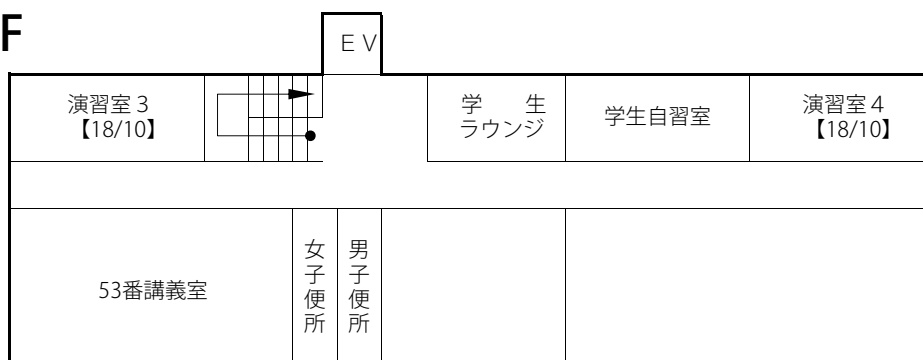 F
E V
演習室 3
【18/10】
学　　生
ラウンジ
学生自習室
演習室 4
【18/10】
53番講義室
女子便所
男子便所